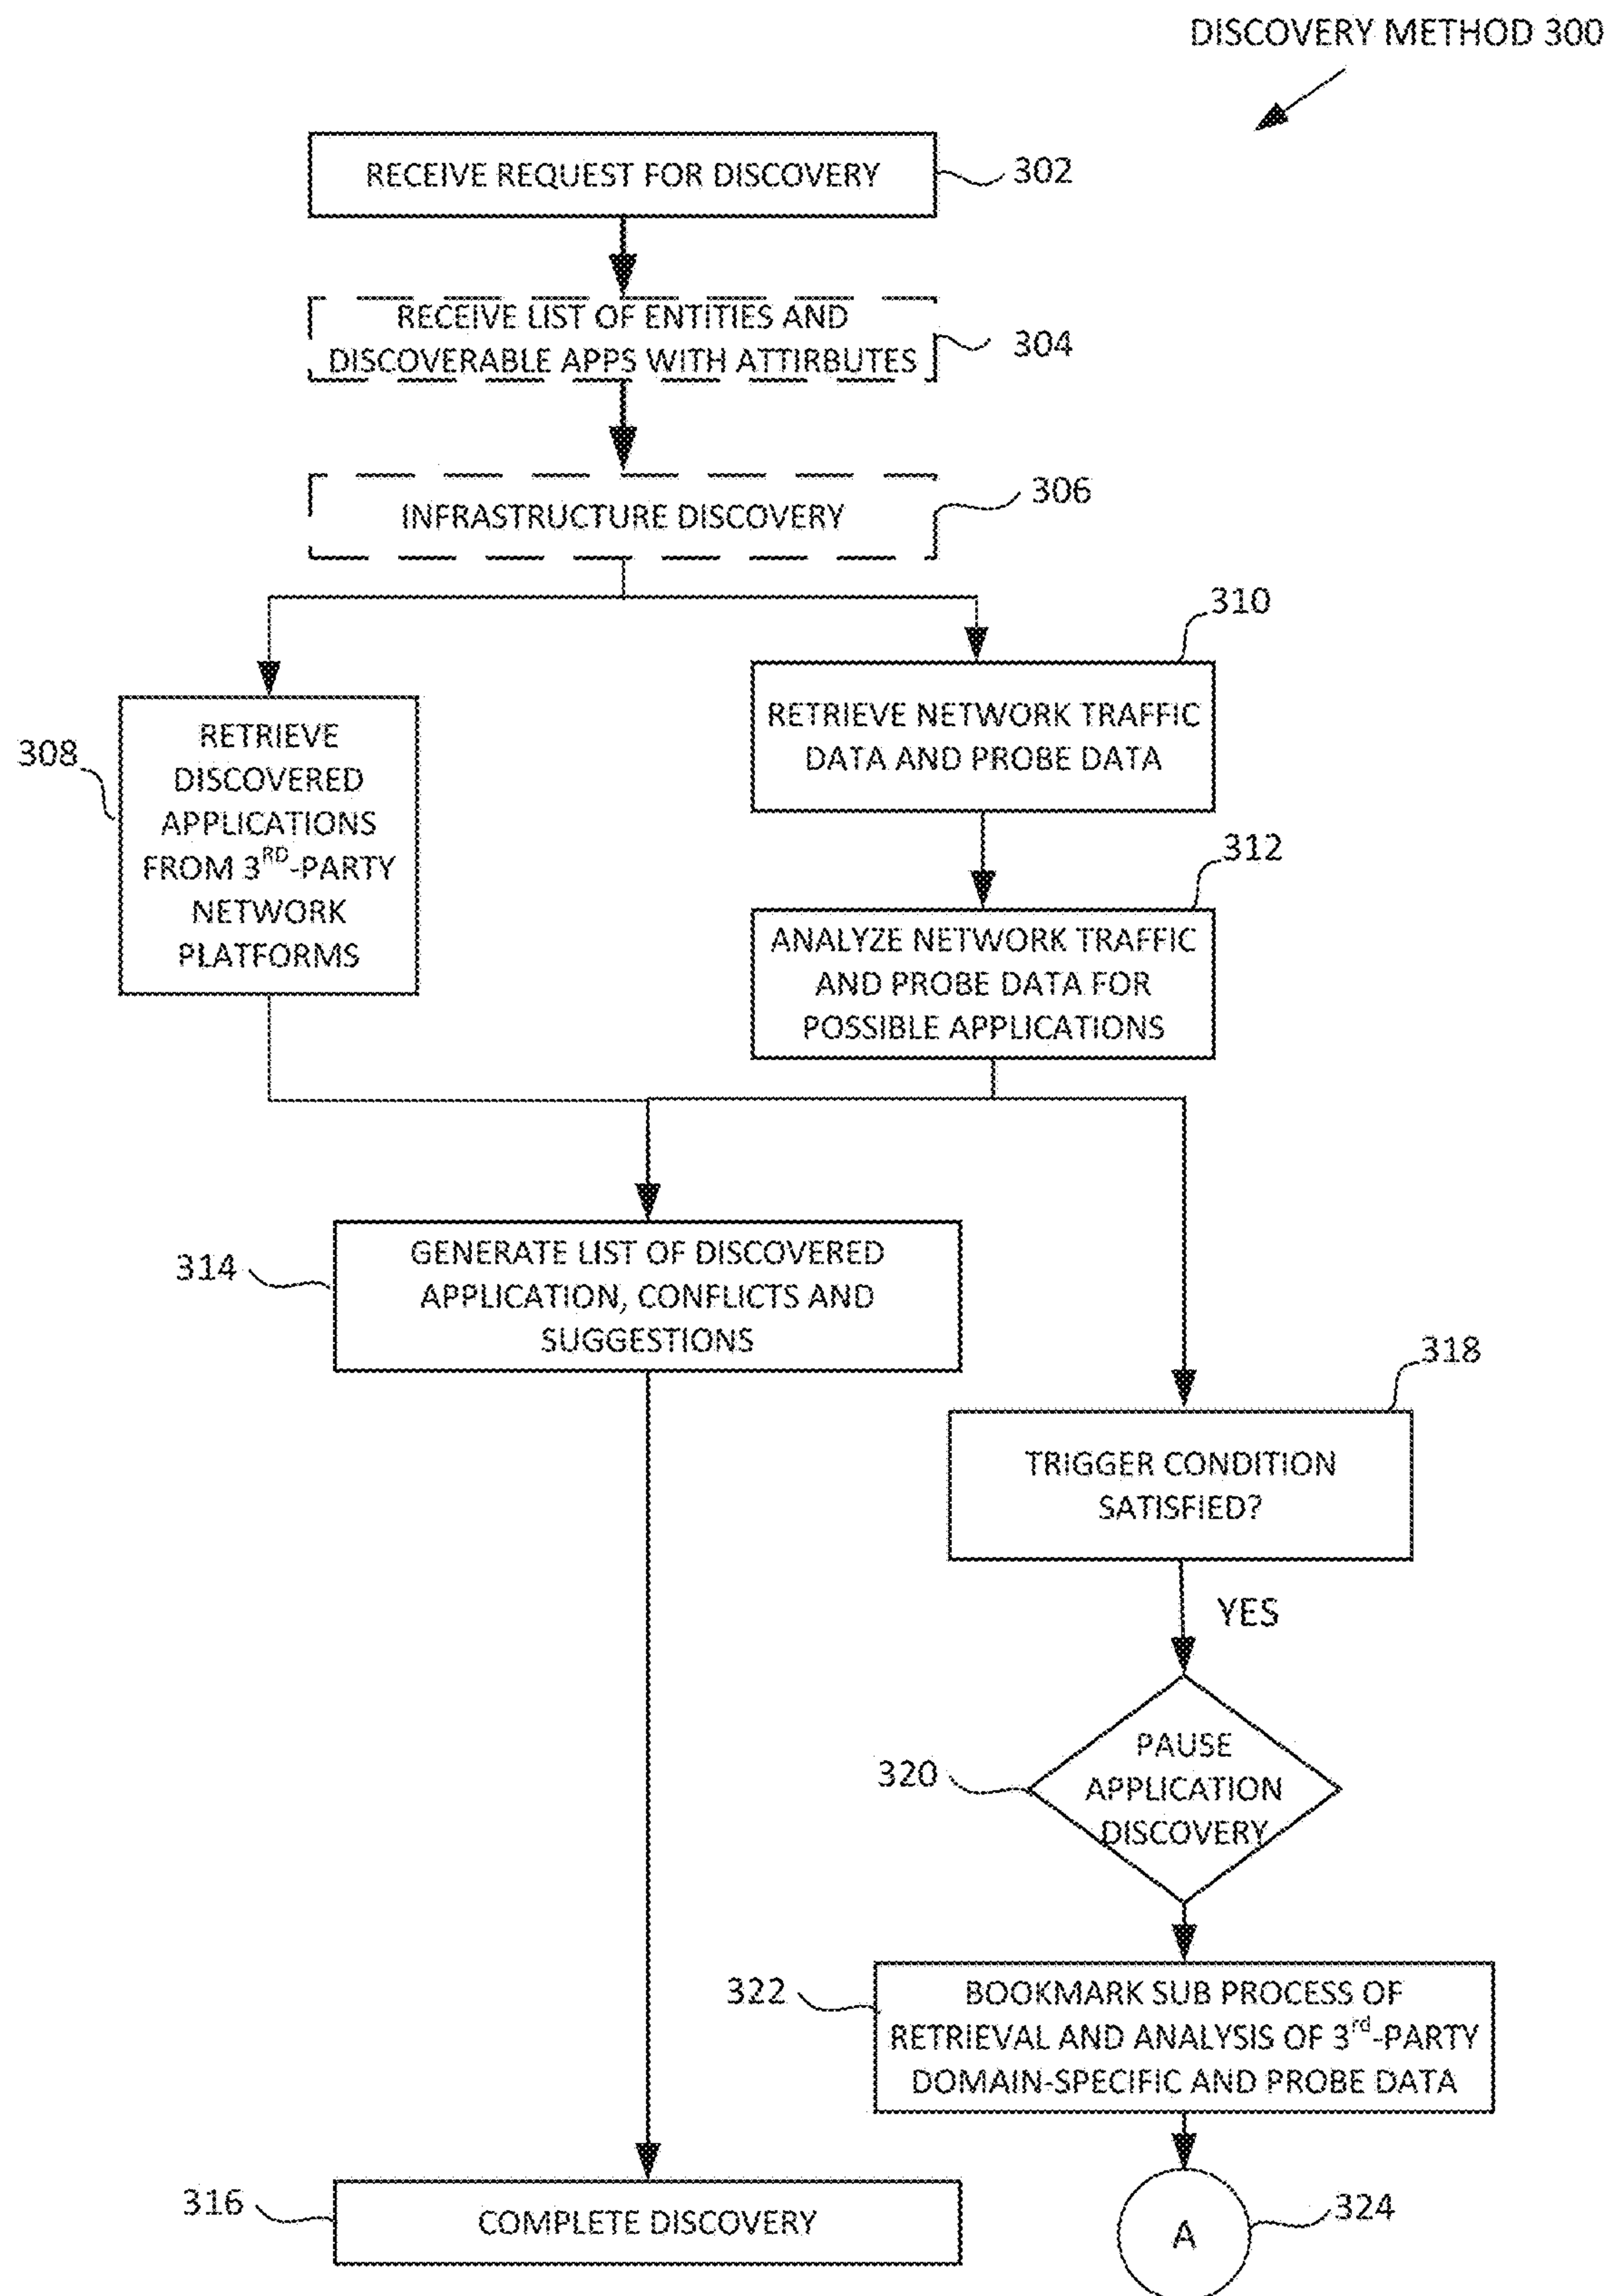 DISCOVERY METHOD 300
RECEIVE REQUEST FOR DISCOVERY
302
RECEIVE LIST OF ENTITIES AND
DISCOVERABLE APPS WITH ATTIRBUTES
304
INFRASTRUCTURE DISCOVERY
306
308
RETRIEVE
DISCOVERED
APPLICATIONS
FROM 3RD-PARTY
NETWORK
PLATFORMS
310
RETRIEVE NETWORK TRAFFIC
DATA AND PROBE DATA
312
ANALYZE NETWORK TRAFFIC
AND PROBE DATA FOR
POSSIBLE APPLICATIONS
314
GENERATE LIST OF DISCOVERED
APPLICATION, CONFLICTS AND
SUGGESTIONS
318
TRIGGER CONDITION
SATISFIED?
YES
320
PAUSE
APPLICATION
DISCOVERY
322
BOOKMARK SUB PROCESS OF
RETRIEVAL AND ANALYSIS OF 3rd-PARTY
DOMAIN-SPECIFIC AND PROBE DATA
316
COMPLETE DISCOVERY
A
324